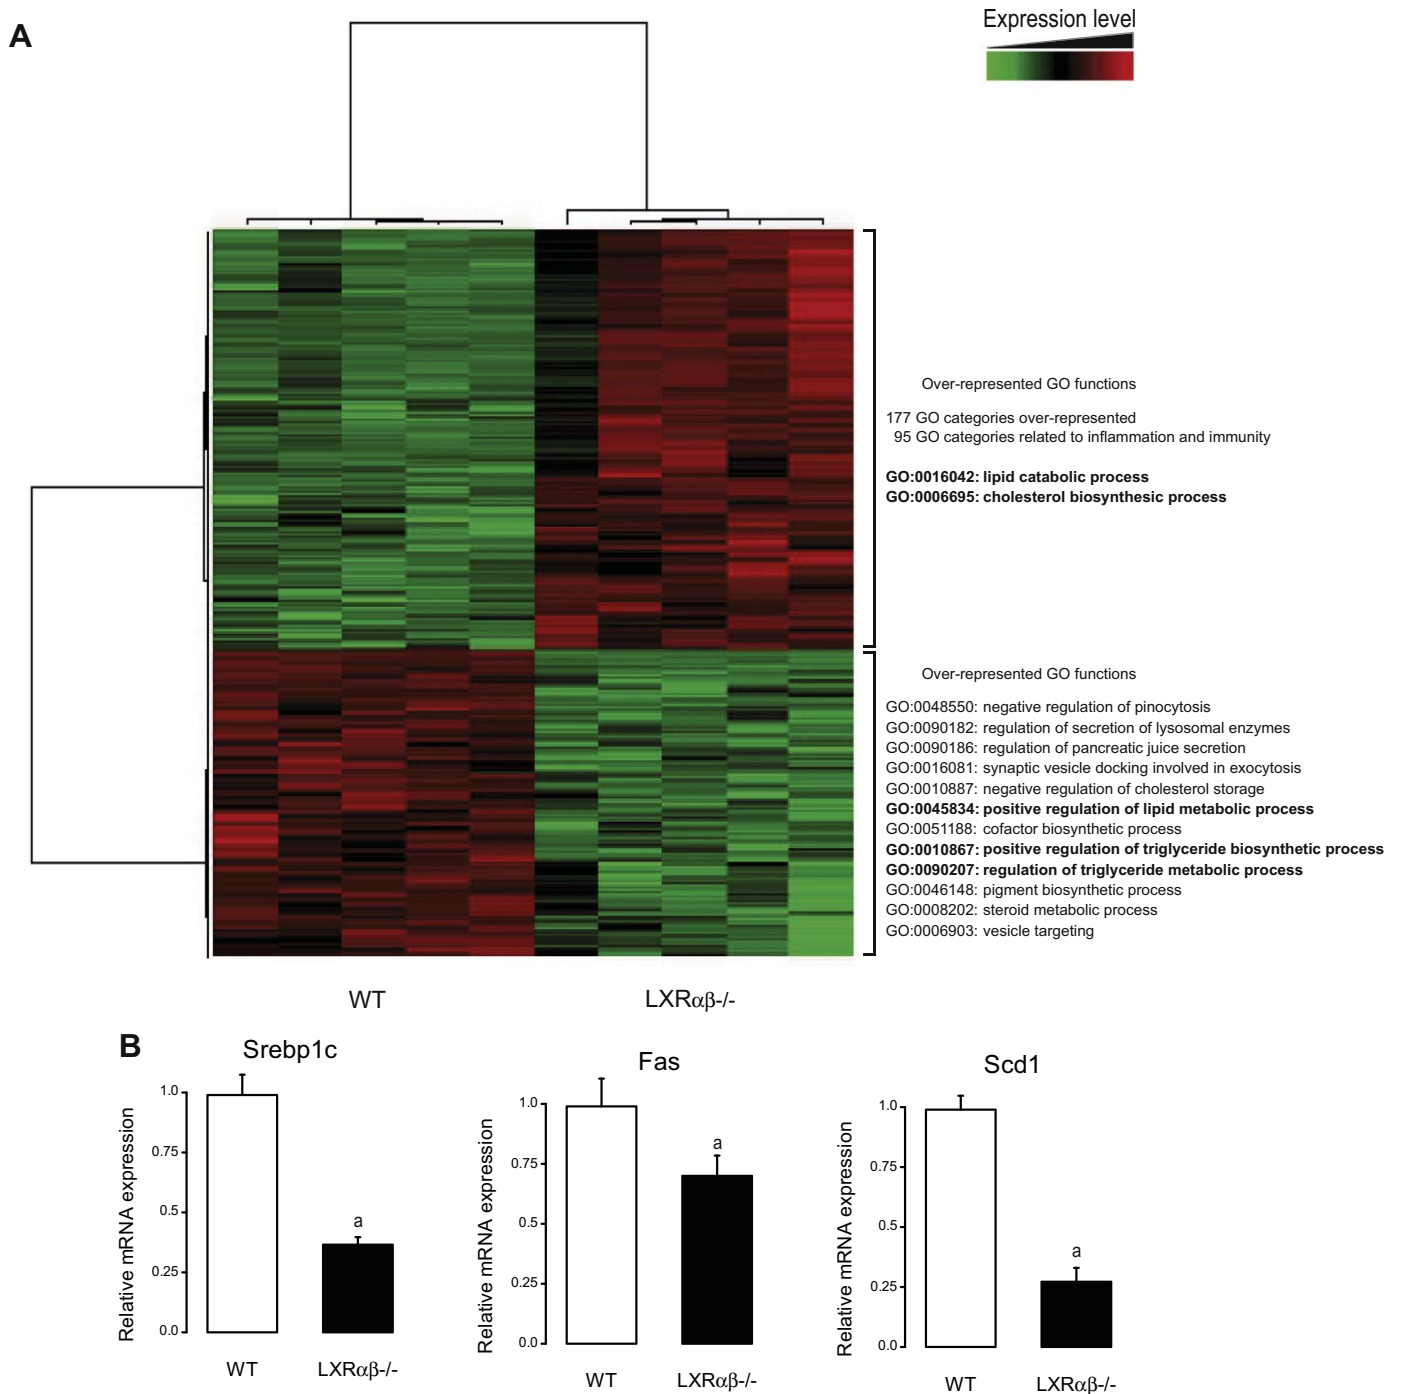 A
Expression level
Over-represented GO functions
177 GO categories over-represented
95 GO categories related to inflammation and immunity
GO:0016042: lipid catabolic process
GO:0006695: cholesterol biosynthesic process
Over-represented GO functions
GO:0048550: negative regulation of pinocytosis
GO:0090182: regulation of secretion of lysosomal enzymes
GO:0090186: regulation of pancreatic juice secretion
GO:0016081: synaptic vesicle docking involved in exocytosis
GO:0010887: negative regulation of cholesterol storage
GO:0045834: positive regulation of lipid metabolic process
GO:0051188: cofactor biosynthetic process
GO:0010867: positive regulation of triglyceride biosynthetic process
GO:0090207: regulation of triglyceride metabolic process
GO:0046148: pigment biosynthetic process
GO:0008202: steroid metabolic process
GO:0006903: vesicle targeting
WT
LXRαβ-/-
B
Srebp1c
Relative mRNA expression
1.0
0.75
0.5
0.25
0.0
a
WT
LXRαβ-/-
Fas
Relative mRNA expression
1.0
0.75
0.5
0.25
0.0
a
WT
LXRαβ-/-
Scd1
Relative mRNA expression
1.0
0.75
0.5
0.25
0.0
a
WT
LXRαβ-/-